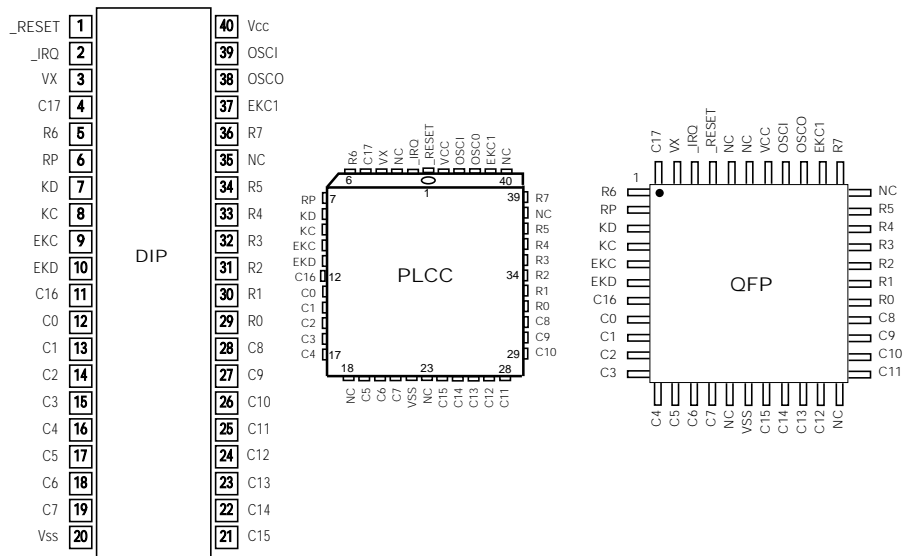 _RESET 1 40 Vcc
_IRQ 2 39 OSCI
VX 3 38 OSCO
C17 4 37 EKC1
R6 5 36 R7
RP 6 35 NC
KD 7 34 R5
KC 8 33 R4
EKC 9 32 R3
EKD 10 31 R2
C16 11 30 R1
C0 12 29 R0
C1 13 28 C8
C2 14 27 C9
C3 15 26 C10
C4 16 25 C11
C5 17 24 C12
C6 18 23 C13
C7 19 22 C14
Vss 20 21 C15
DIP
R6 C17 VX NC _IRQ _RESET VCC OSCI OSC0 EKC1 NC
6 1 40
RP 7 39 R7
KD NC
KC R5
EKC R4
EKD R3
C16 12 34 R2
C0 R1
C1 R0
C2 C8
C3 C9
C4 17 29 C10
18 23 28
NC C5 C6 C7 VSS NC C15 C14 C13 C12 C11
PLCC
C17 VX _IRQ _RESET NC NC VCC OSCI OSCO EKC1 R7
1
R6 NC
RP R5
KD R4
KC R3
EKC R2
EKD R1
C16 R0
C0 C8
C1 C9
C2 C10
C3 C11
C4 C5 C6 C7 NC VSS C15 C14 C13 C12 NC
QFP